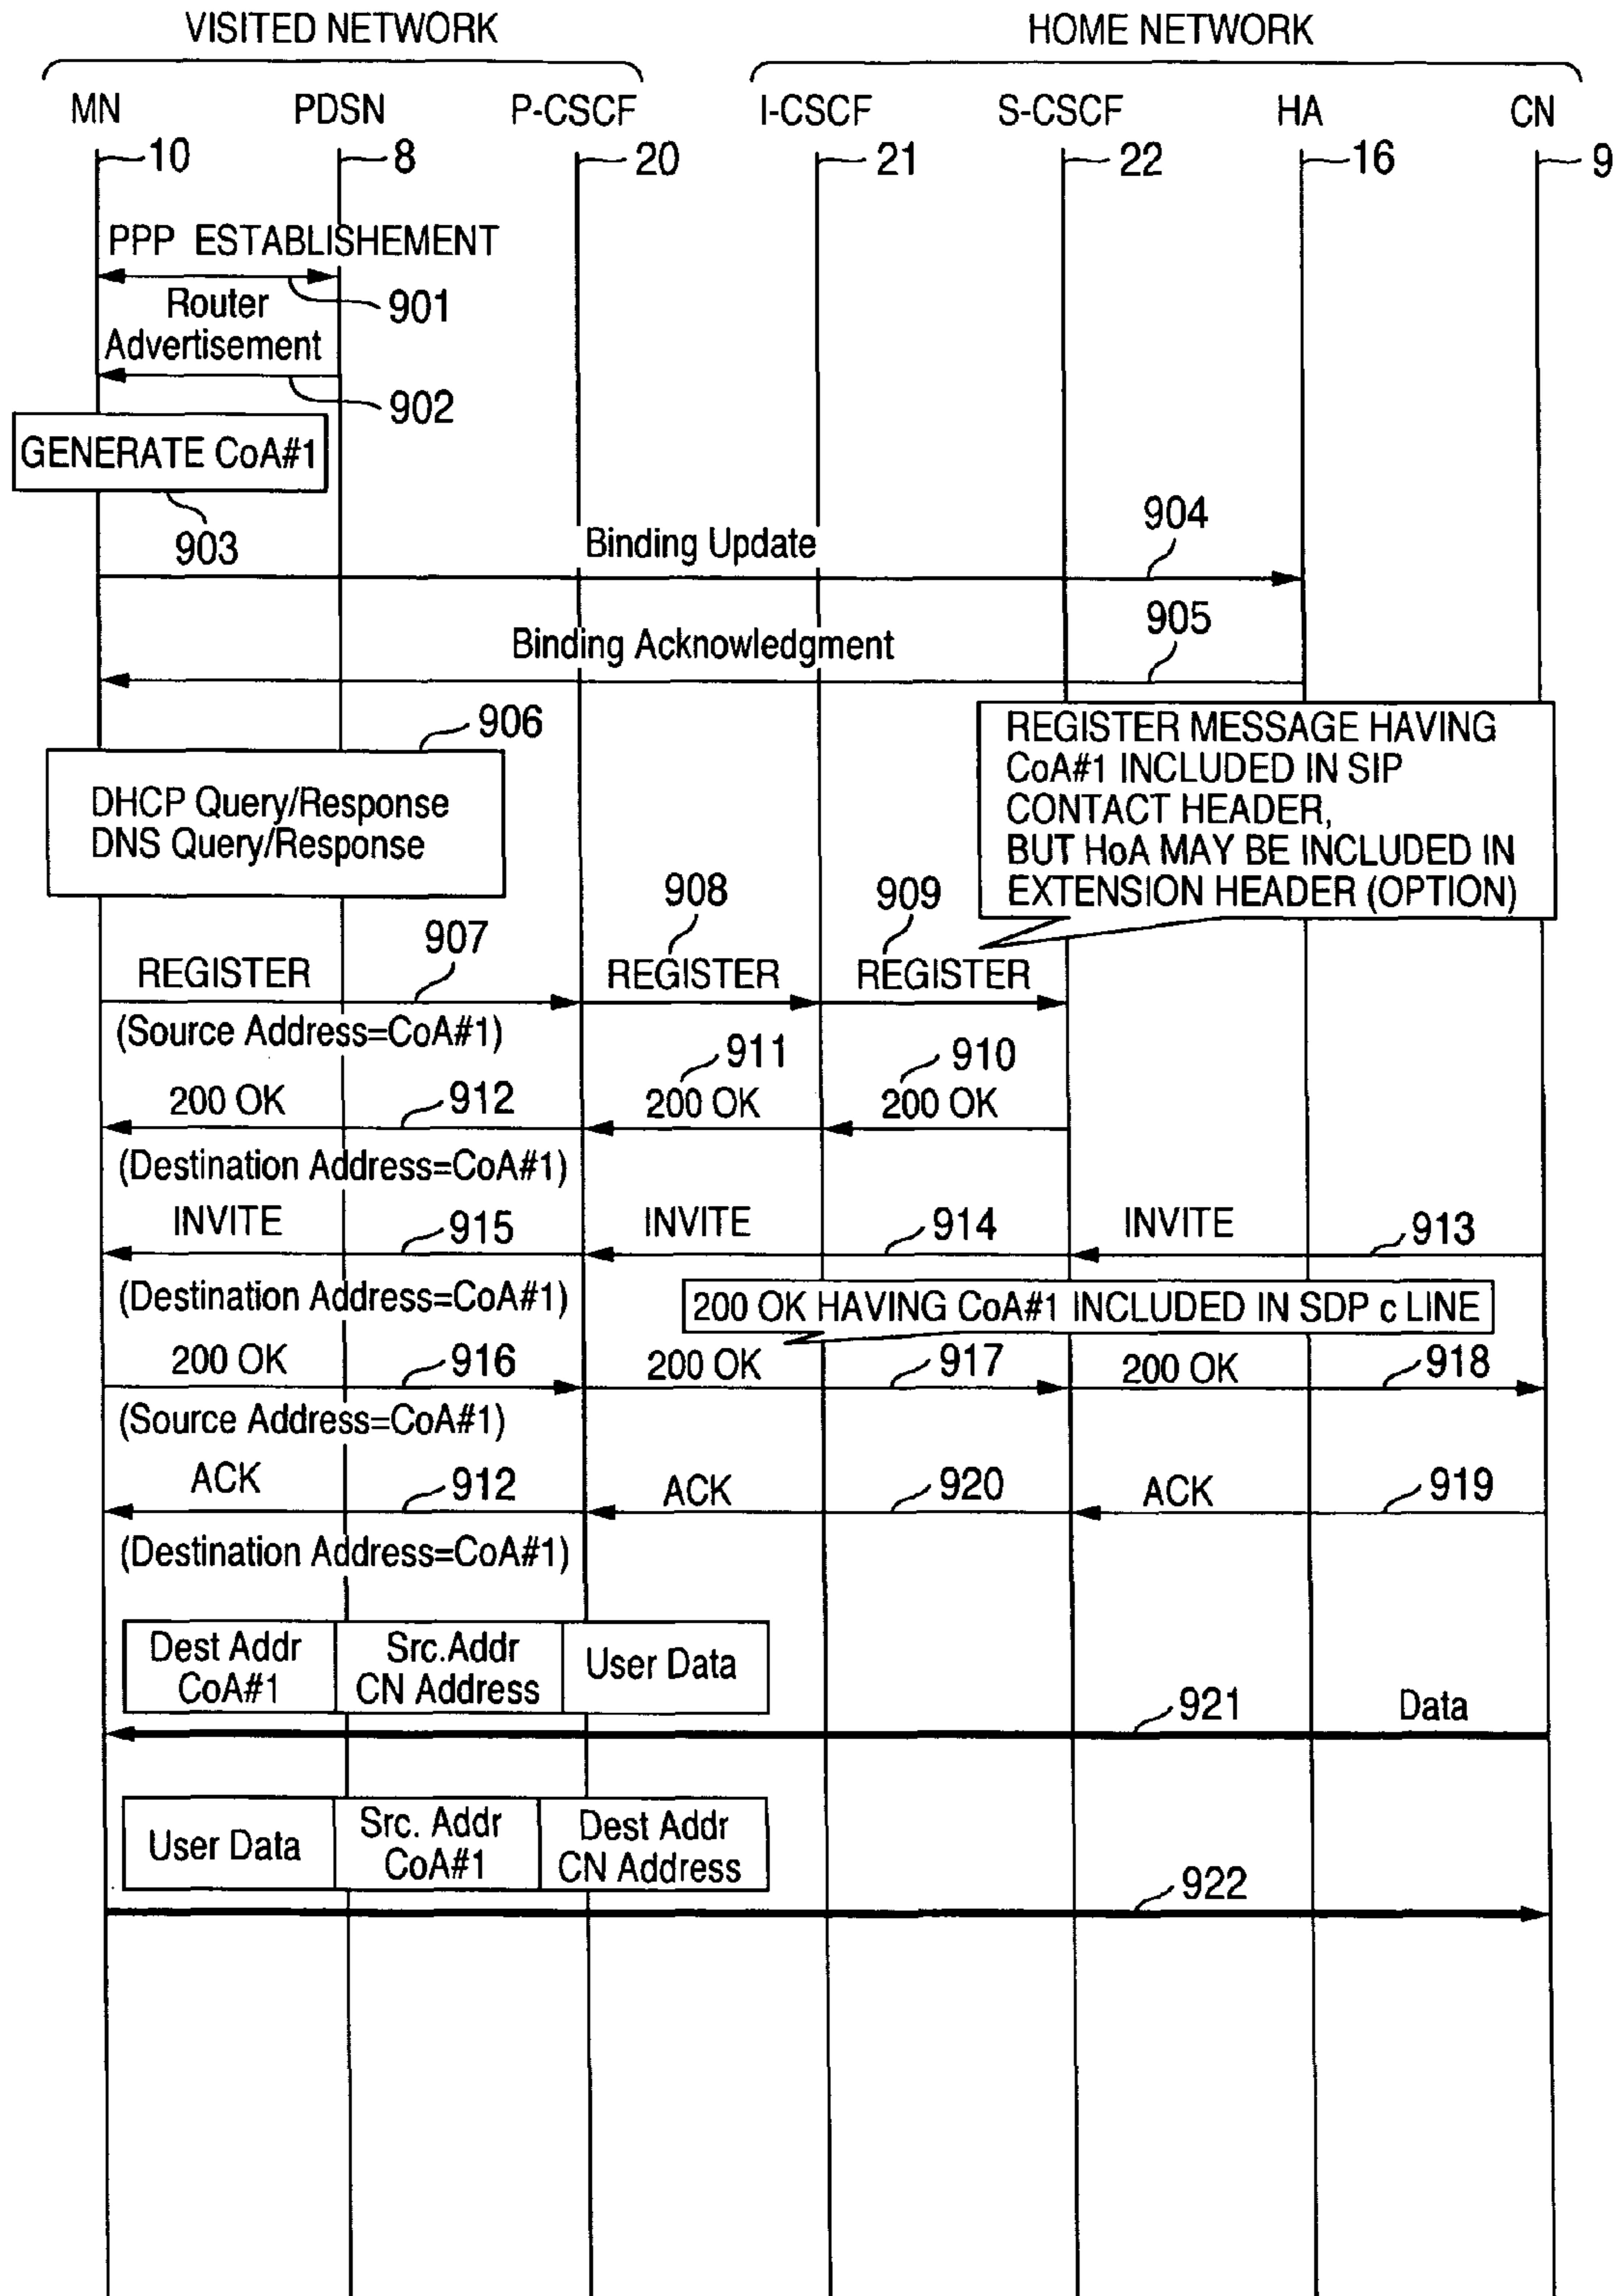 VISITED NETWORK
HOME NETWORK
MN
PDSN
P-CSCF
I-CSCF
S-CSCF
HA
CN
10
8
20
21
22
16
9
PPP ESTABLISHEMENT
901
Router
Advertisement
902
GENERATE CoA#1
903
904
Binding Update
905
Binding Acknowledgment
906
DHCP Query/Response
DNS Query/Response
REGISTER MESSAGE HAVING
CoA#1 INCLUDED IN SIP
CONTACT HEADER,
BUT HoA MAY BE INCLUDED IN
EXTENSION HEADER (OPTION)
907
908
909
REGISTER
REGISTER
REGISTER
(Source Address=CoA#1)
911
910
200 OK
912
200 OK
200 OK
(Destination Address=CoA#1)
INVITE
915
INVITE
914
INVITE
913
(Destination Address=CoA#1)
200 OK HAVING CoA#1 INCLUDED IN SDP c LINE
200 OK
916
200 OK
917
200 OK
918
(Source Address=CoA#1)
ACK
912
ACK
920
ACK
919
(Destination Address=CoA#1)
Dest Addr
CoA#1
Src.Addr
CN Address
User Data
921
Data
User Data
Src. Addr
CoA#1
Dest Addr
CN Address
922